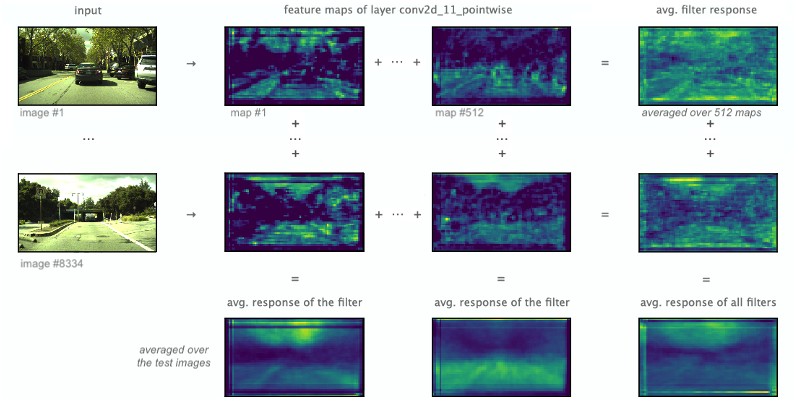 input
feature maps of layer conv2d_11_pointwise
avg. filter response
→
+ ... +
=
image #1
map #1
map #512
averaged over 512 maps
+
+
+
...
...
...
...
+
+
+
→
+ ... +
=
image #8334
=
=
=
avg. response of the filter
avg. response of the filter
avg. response of all filters
averaged over
the test images